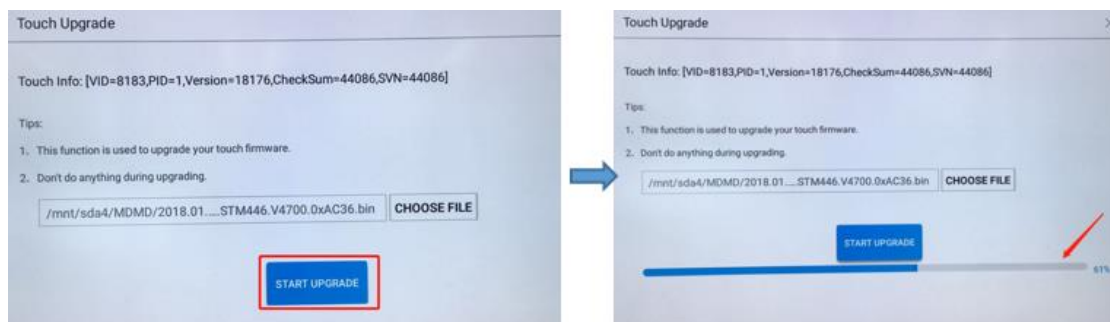 Touch Upgrade
Touch Info: [VID=8183,PID=1,Version=18176,CheckSum=44086,SVN=44086]
Tips:
1. This function is used to upgrade your touch firmware.
2. Don't do anything during upgrading.
/mnt/sda4/MDMD/2018.01.....STM446.V4700.0xAC36.bin CHOOSE FILE
START UPGRADE
Touch Upgrade
Touch Info: [VID=8183,PID=1,Version=18176,CheckSum=44086,SVN=44086]
Tips:
1. This function is used to upgrade your touch firmware.
2. Don't do anything during upgrading.
/mnt/sda4/MDMD/2018.01.....STM446.V4700.0xAC36.bin CHOOSE FILE
START UPGRADE
61%